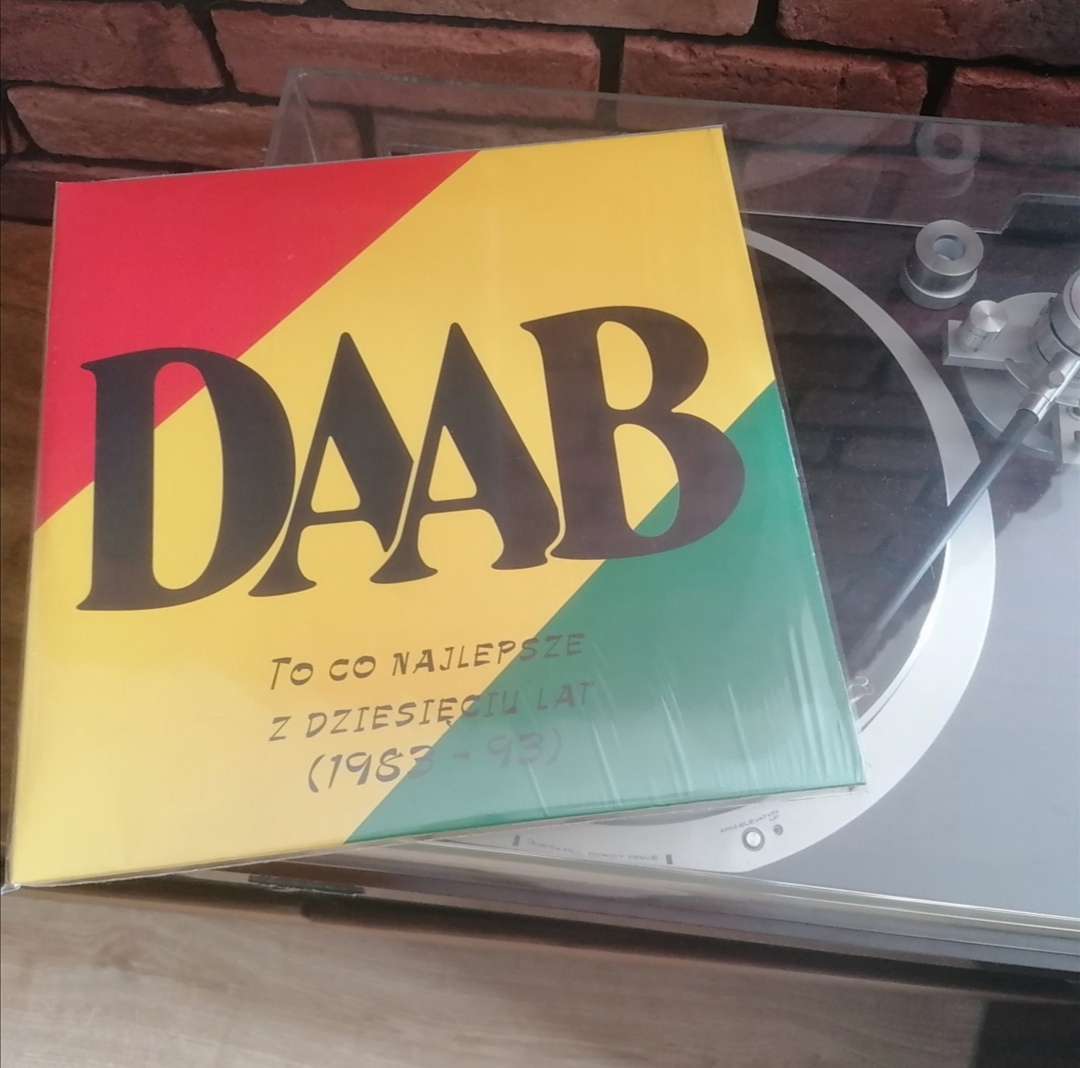 DAAB
To co najlepsze
z dziesięciu lat
(1983 - 93)